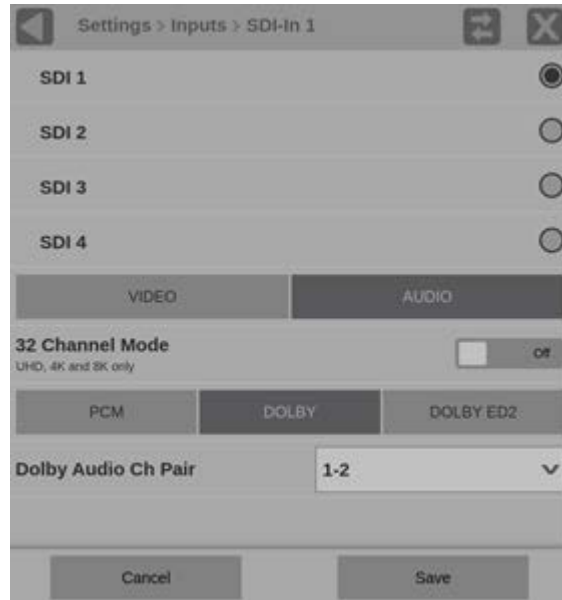 Settings > Inputs > SDI-In 1
SDI 1
SDI 2
SDI 3
SDI 4
VIDEO AUDIO
32 Channel Mode Off
UHD, 4K and 8K only
PCM DOLBY DOLBY ED2
Dolby Audio Ch Pair 1-2
Cancel Save